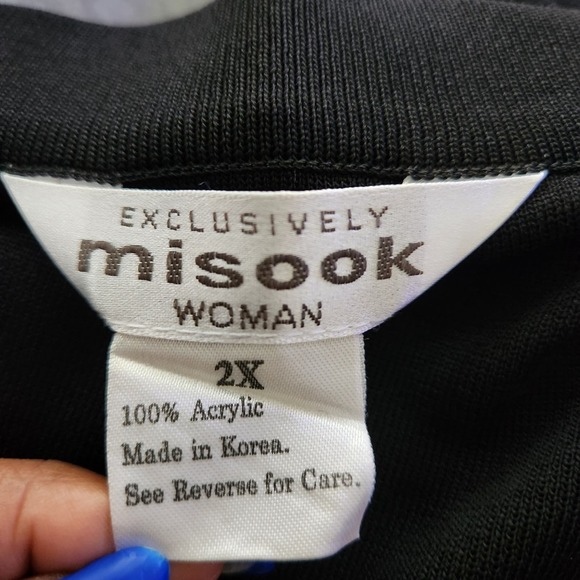 EXCLUSIVELY
misook
WOMAN
2X
100% Acrylic
Made in Korea.
See Reverse for Care.